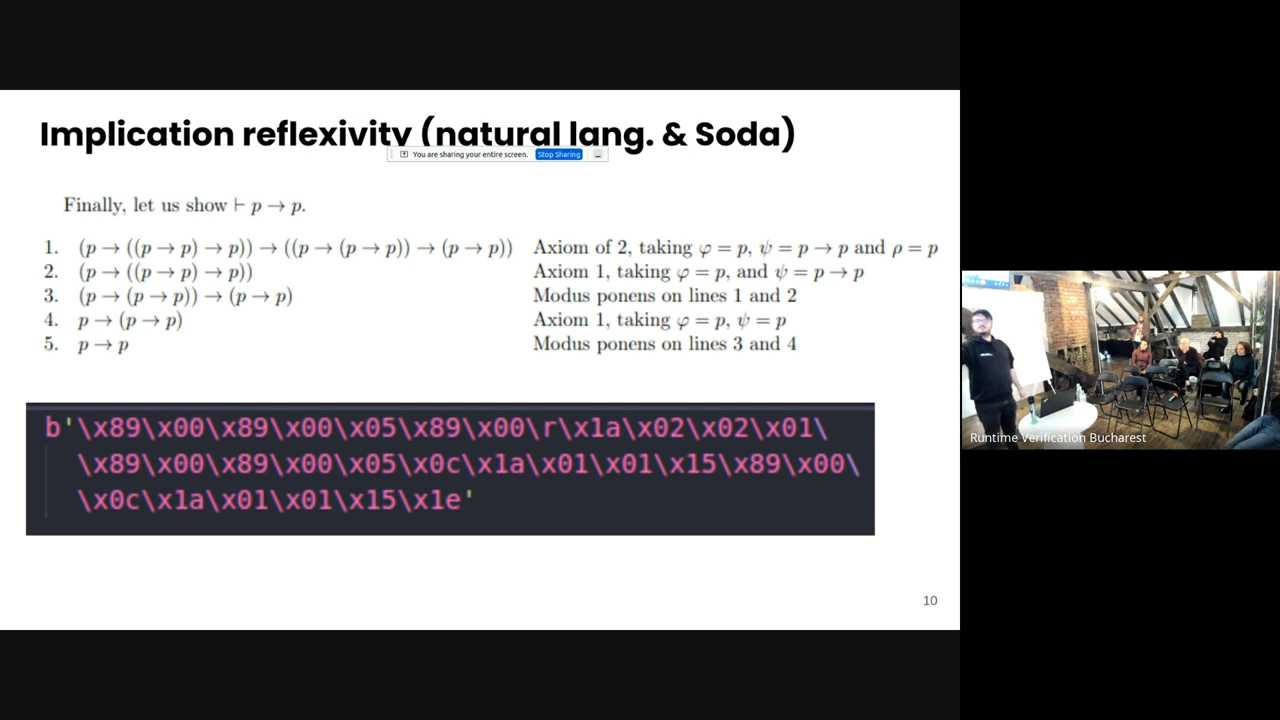 Implication reflexivity (natural lang. & Soda)
You are sharing your entire screen. Stop Sharing
Finally, let us show ⊢ p → p.
1. (p → ((p → p) → p)) → ((p → (p → p)) → (p → p)) Axiom of 2, taking φ = p, ψ = p → p and ρ = p
2. (p → ((p → p) → p)) Axiom 1, taking φ = p, and ψ = p → p
3. (p → (p → p)) → (p → p) Modus ponens on lines 1 and 2
4. p → (p → p) Axiom 1, taking φ = p, ψ = p
5. p → p Modus ponens on lines 3 and 4
b'\x89\x00\x89\x00\x05\x89\x00\r\x1a\x02\x02\x01\
\x89\x00\x89\x00\x05\x0c\x1a\x01\x01\x15\x89\x00\
\x0c\x1a\x01\x01\x15\x1e'
10
Runtime Verification Bucharest